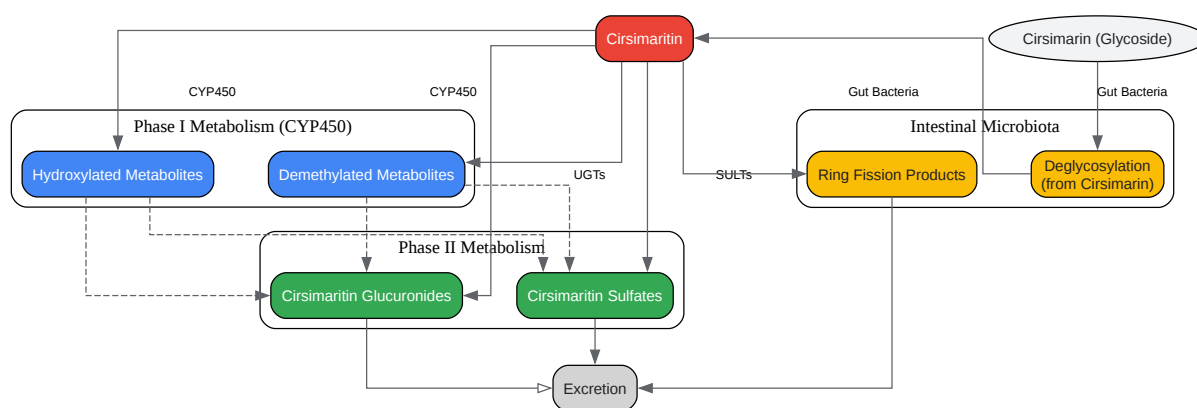 Cirsimaritin
Cirsimarin (Glycoside)
CYP450
CYP450
Gut Bacteria
Gut Bacteria
Phase I Metabolism (CYP450)
Intestinal Microbiota
Hydroxylated Metabolites
Demethylated Metabolites
UGTs
SULTs
Ring Fission Products
Deglycosylation
(from Cirsimarin)
Phase II Metabolism
Cirsimaritin Glucuronides
Cirsimaritin Sulfates
Excretion